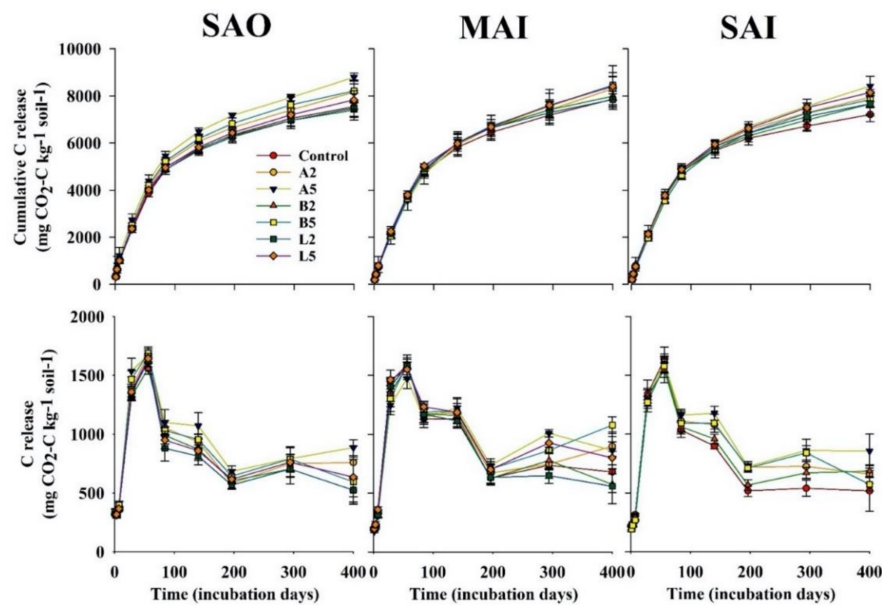 SAO MAI SAI
Cumulative C release
(mg CO₂-C kg⁻¹ soil-1)
10000
8000
6000
4000
2000
0
Control
A2
A5
B2
B5
L2
L5
C release
(mg CO₂-C kg⁻¹ soil-1)
2000
1500
1000
500
0
0 100 200 300 400 0 100 200 300 400 0 100 200 300 400
Time (incubation days) Time (incubation days) Time (incubation days)